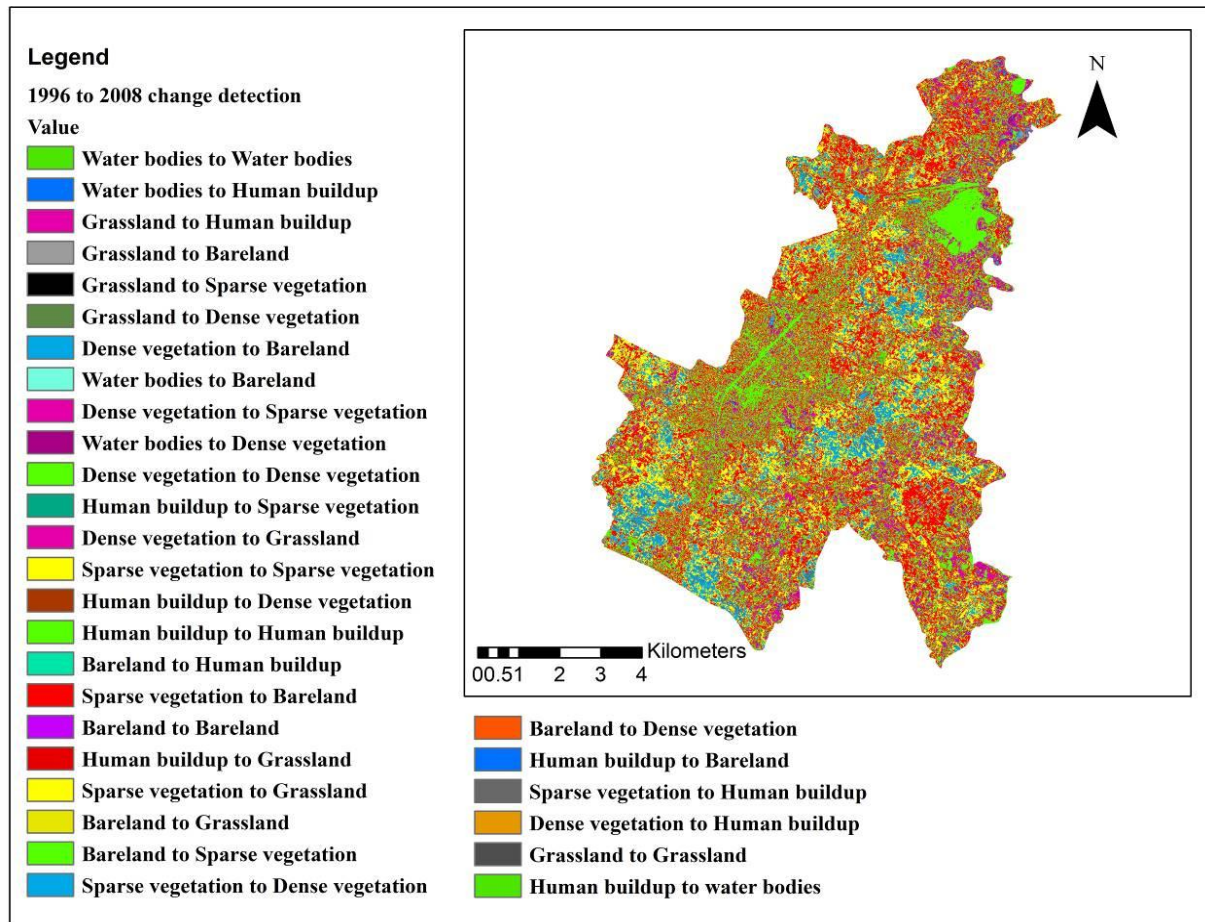 Legend
1996 to 2008 change detection
Value
Water bodies to Water bodies
Water bodies to Human buildup
Grassland to Human buildup
Grassland to Bareland
Grassland to Sparse vegetation
Grassland to Dense vegetation
Dense vegetation to Bareland
Water bodies to Bareland
Dense vegetation to Sparse vegetation
Water bodies to Dense vegetation
Dense vegetation to Dense vegetation
Human buildup to Sparse vegetation
Dense vegetation to Grassland
Sparse vegetation to Sparse vegetation
Human buildup to Dense vegetation
Human buildup to Human buildup
Bareland to Human buildup
Sparse vegetation to Bareland
Bareland to Bareland
Human buildup to Grassland
Sparse vegetation to Grassland
Bareland to Grassland
Bareland to Sparse vegetation
Sparse vegetation to Dense vegetation
N
Kilometers
00.51 2 3 4
Bareland to Dense vegetation
Human buildup to Bareland
Sparse vegetation to Human buildup
Dense vegetation to Human buildup
Grassland to Grassland
Human buildup to water bodies